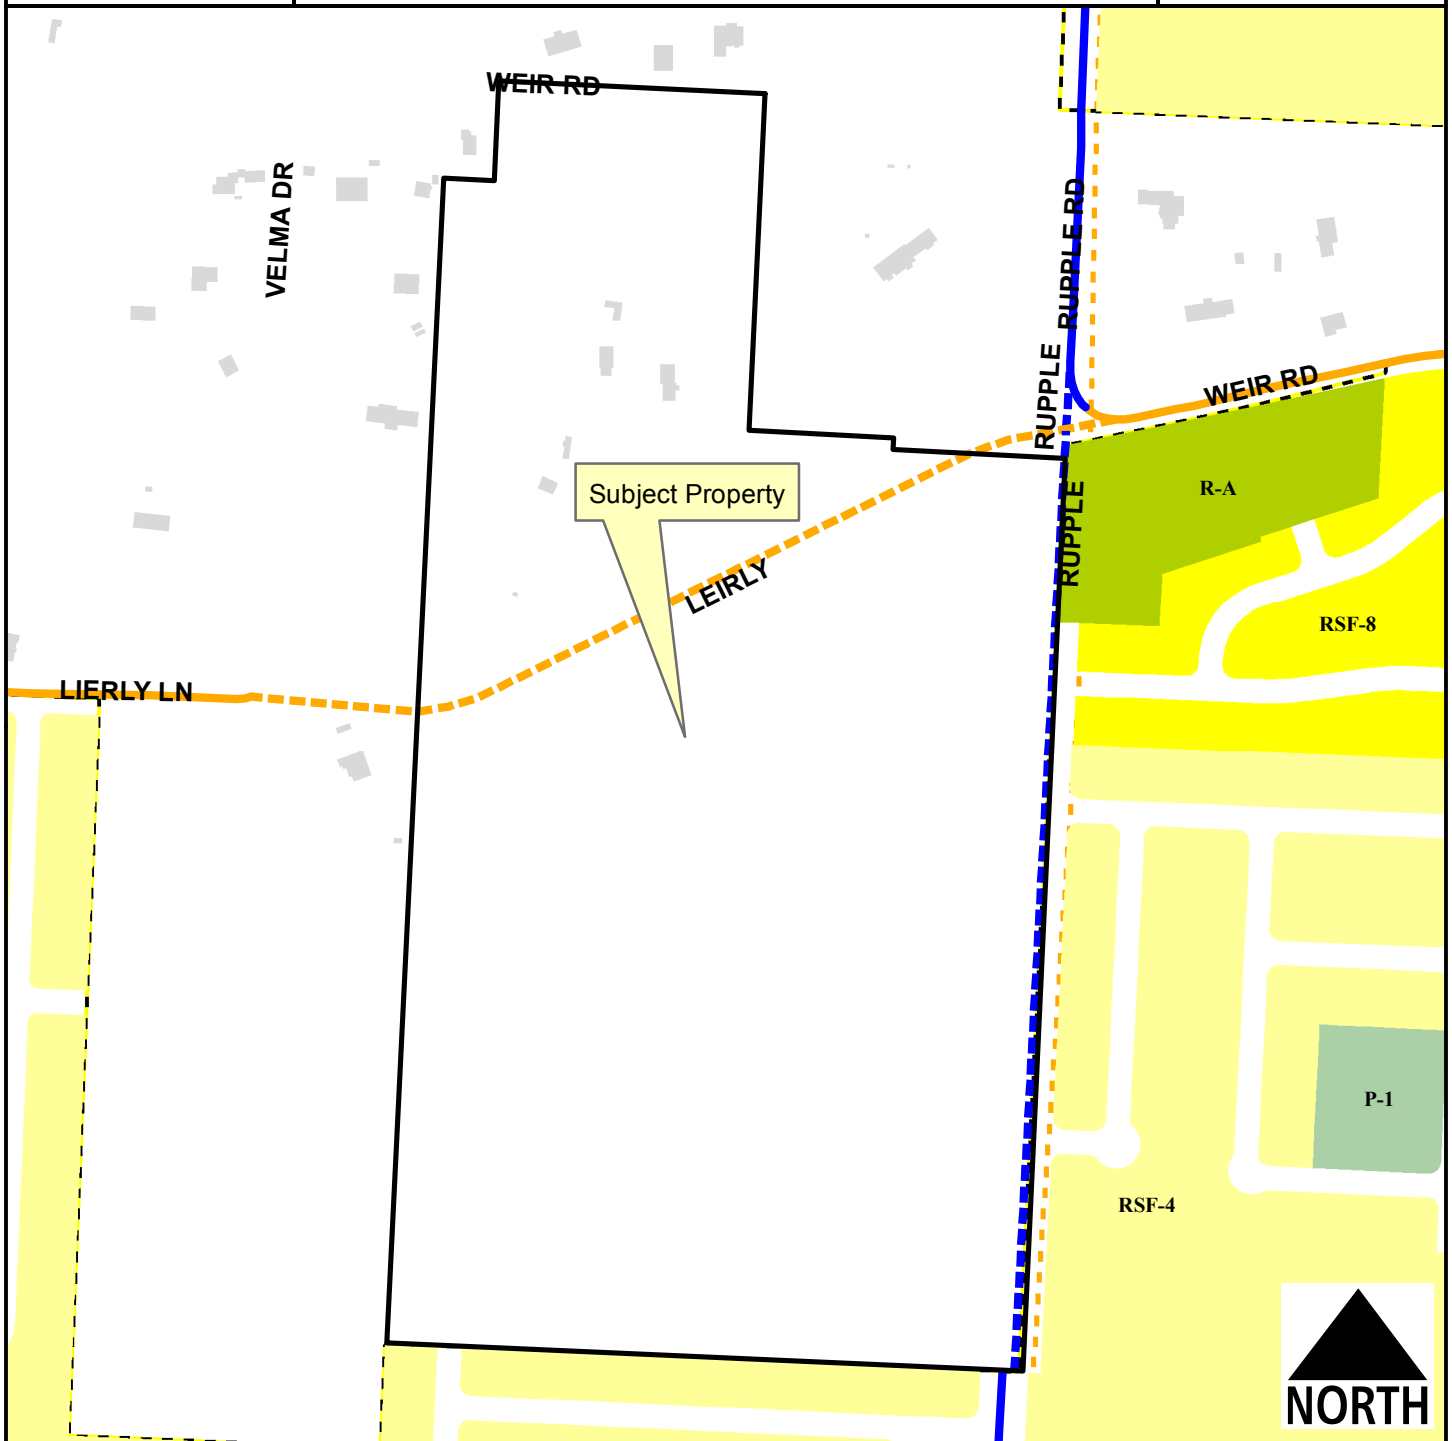 WEIR RD
VELMA DR
RUPPLE RD
RUPPLE
WEIR RD
Subject Property
R-A
RUPPLE
LEIRLY
RSF-8
LIERLY LN
P-1
RSF-4
NORTH